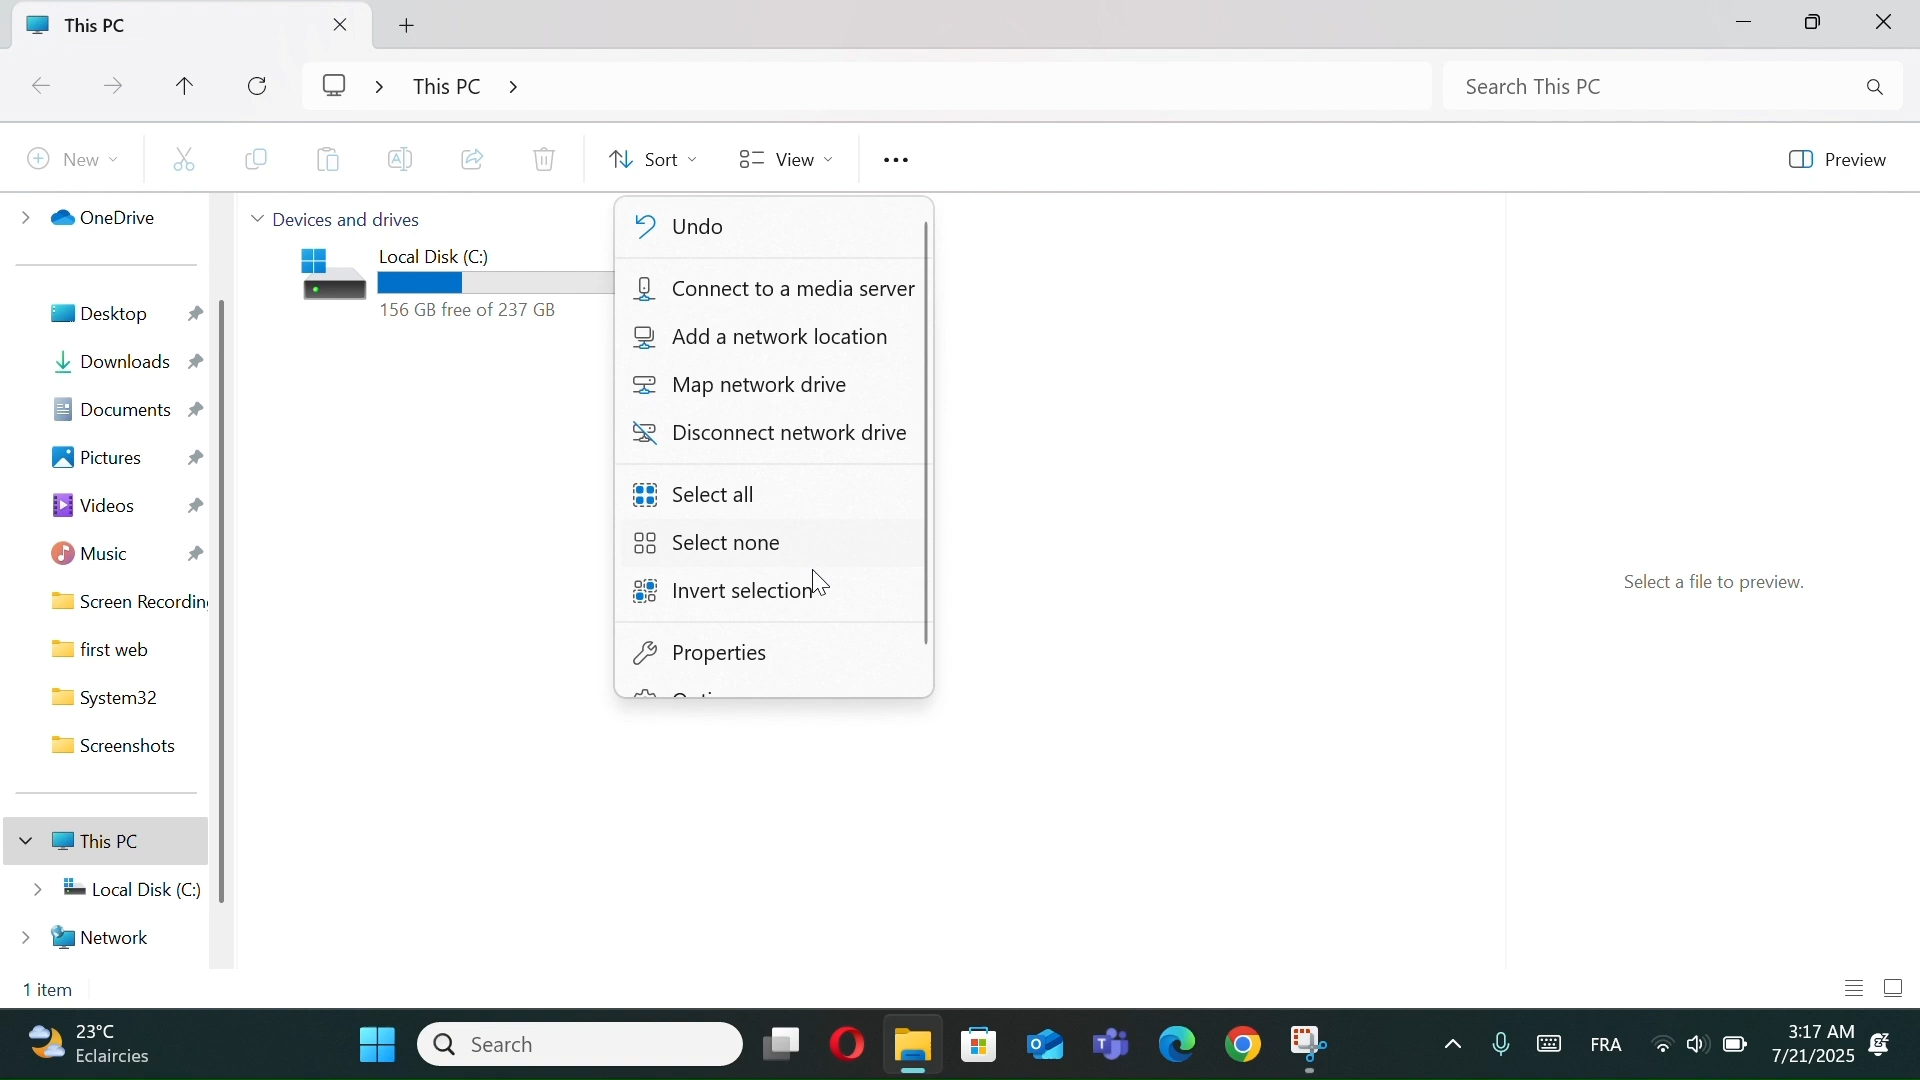 This PC
This PC
Search This PC
New
Sort
View
Preview
OneDrive
Desktop
Downloads
Documents
Pictures
Videos
Music
Screen Recordin
first web
System32
Screenshots
This PC
Local Disk (C:)
Network
Devices and drives
Local Disk (C:)
156 GB free of 237 GB
Undo
Connect to a media server
Add a network location
Map network drive
Disconnect network drive
Select all
Select none
Invert selection
Properties
Select a file to preview.
1 item
23°C
Eclaircies
Search
FRA
3:17 AM
7/21/2025